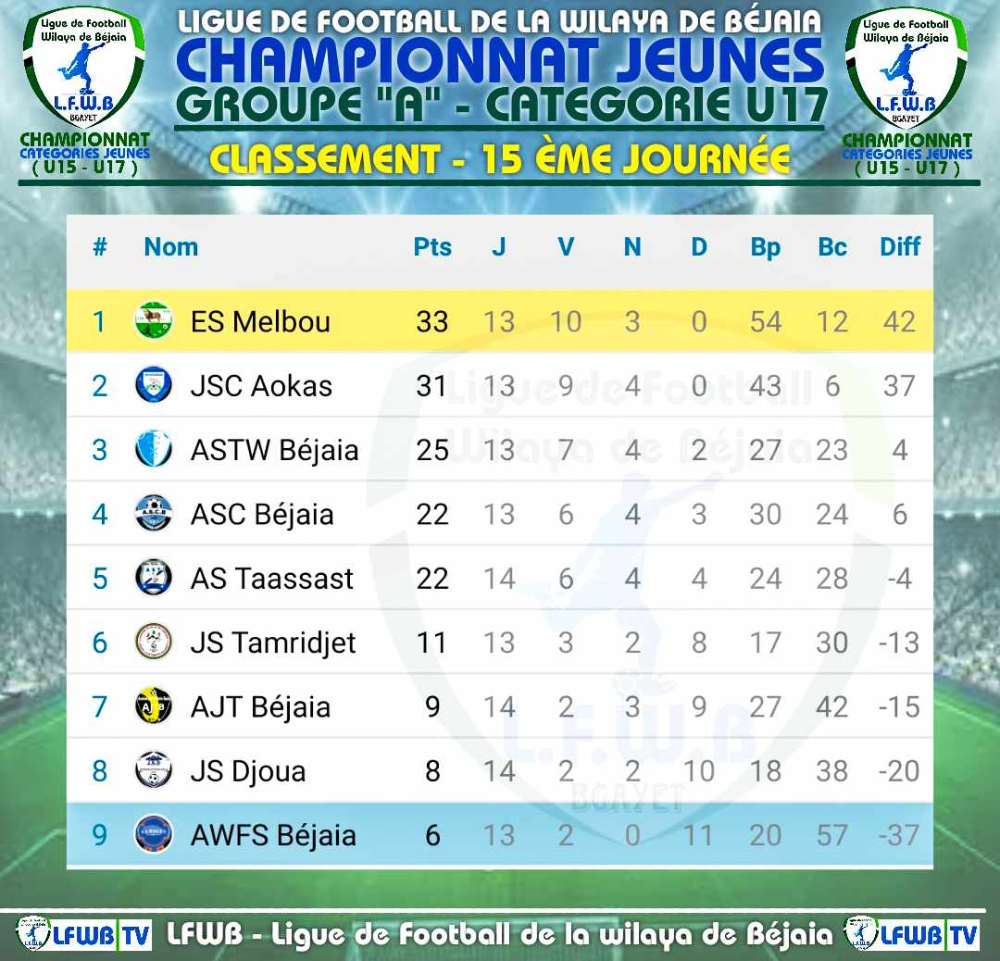 Ligue de Football
Wilaya de Béjaia
L.F.W.B
BGAYET
CHAMPIONNAT
CATEGORIES JEUNES
( U15 - U17 )
LIGUE DE FOOTBALL DE LA WILAYA DE BÉJAIA
CHAMPIONNAT JEUNES
GROUPE "A" - CATEGORIE U17
CLASSEMENT - 15 ÈME JOURNÉE
Ligue de Football
Wilaya de Béjaia
L.F.W.B
BGAYET
CHAMPIONNAT
CATEGORIES JEUNES
( U15 - U17 )
# Nom Pts J V N D Bp Bc Diff
1 ES Melbou 33 13 10 3 0 54 12 42
2 JSC Aokas 31 13 9 4 0 43 6 37
3 ASTW Béjaia 25 13 7 4 2 27 23 4
4 ASC Béjaia 22 13 6 4 3 30 24 6
5 AS Taassast 22 14 6 4 4 24 28 -4
6 JS Tamridjet 11 13 3 2 8 17 30 -13
7 AJT Béjaia 9 14 2 3 9 27 42 -15
8 JS Djoua 8 14 2 2 10 18 38 -20
9 AWFS Béjaia 6 13 2 0 11 20 57 -37
Ligue de Football
Wilaya de Béjaia
L.F.W.B
BGAYET
LFWB TV
LFWB - Ligue de Football de la wilaya de Béjaia
LFWB TV